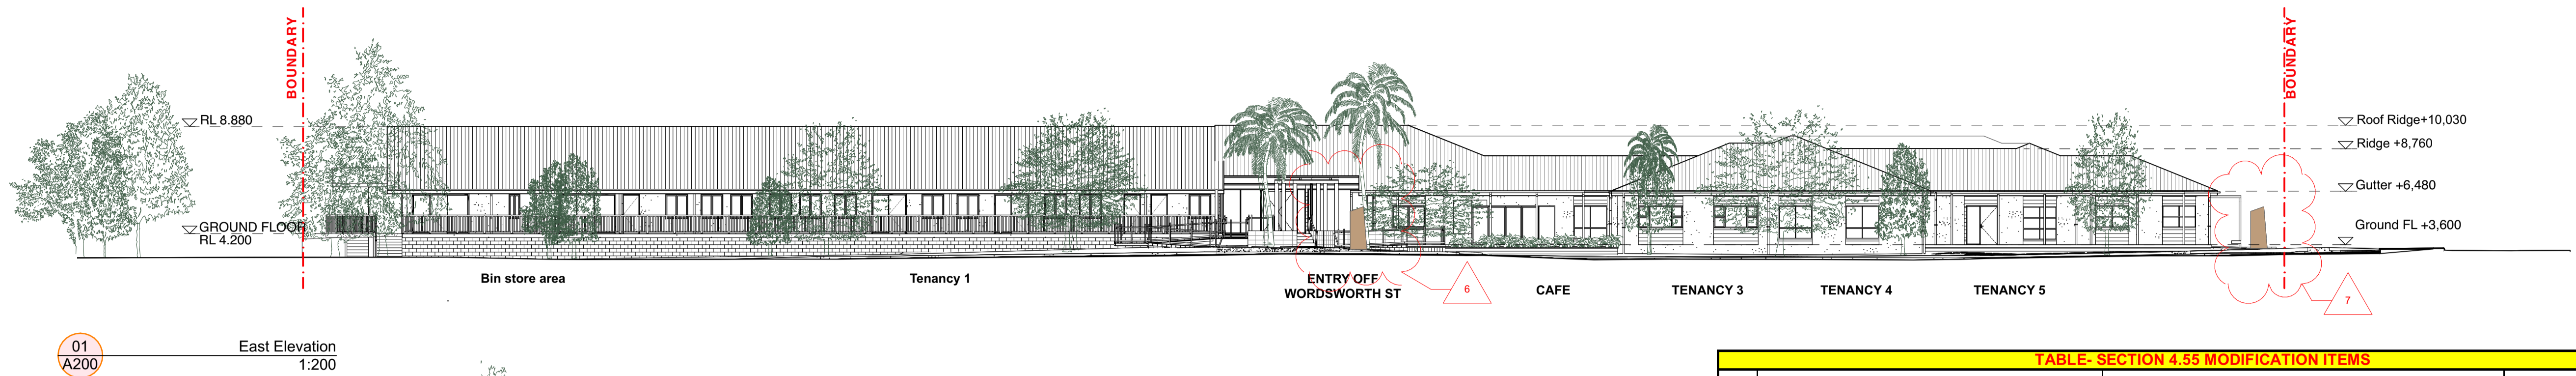 BOUNDARY
BOUNDARY
RL 8.880
Roof Ridge+10,030
Ridge +8,760
Gutter +6,480
GROUND FLOOR
RL 4.200
Ground FL +3,600
Bin store area
Tenancy 1
ENTRY OFF
WORDSWORTH ST
6
CAFE
TENANCY 3
TENANCY 4
TENANCY 5
7
01
A200
East Elevation
1:200
TABLE- SECTION 4.55 MODIFICATION ITEMS